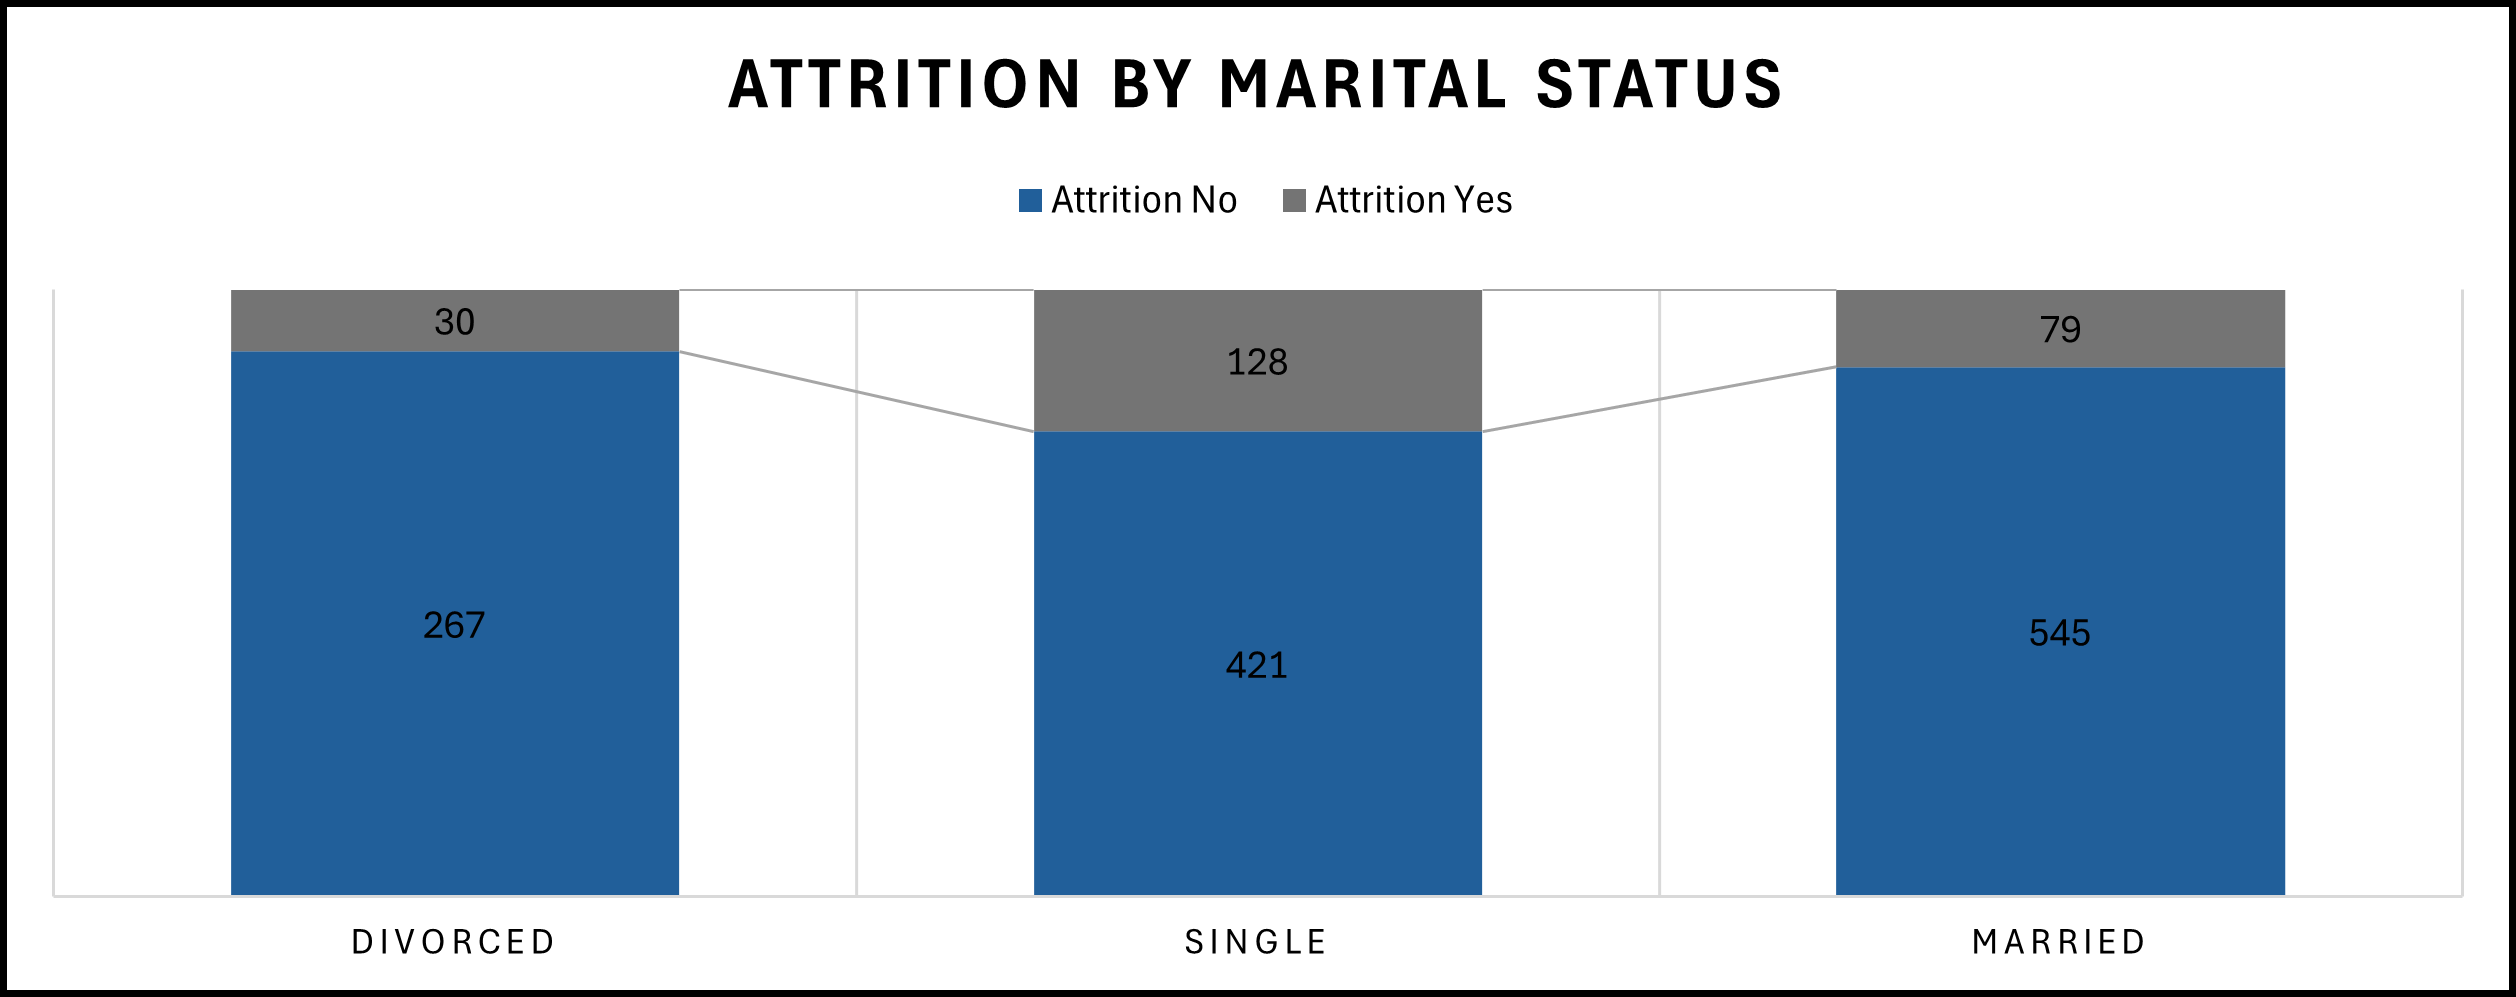 ATTRITION BY MARITAL STATUS
Attrition No Attrition Yes
30 128 79
267 421 545
DIVORCED SINGLE MARRIED